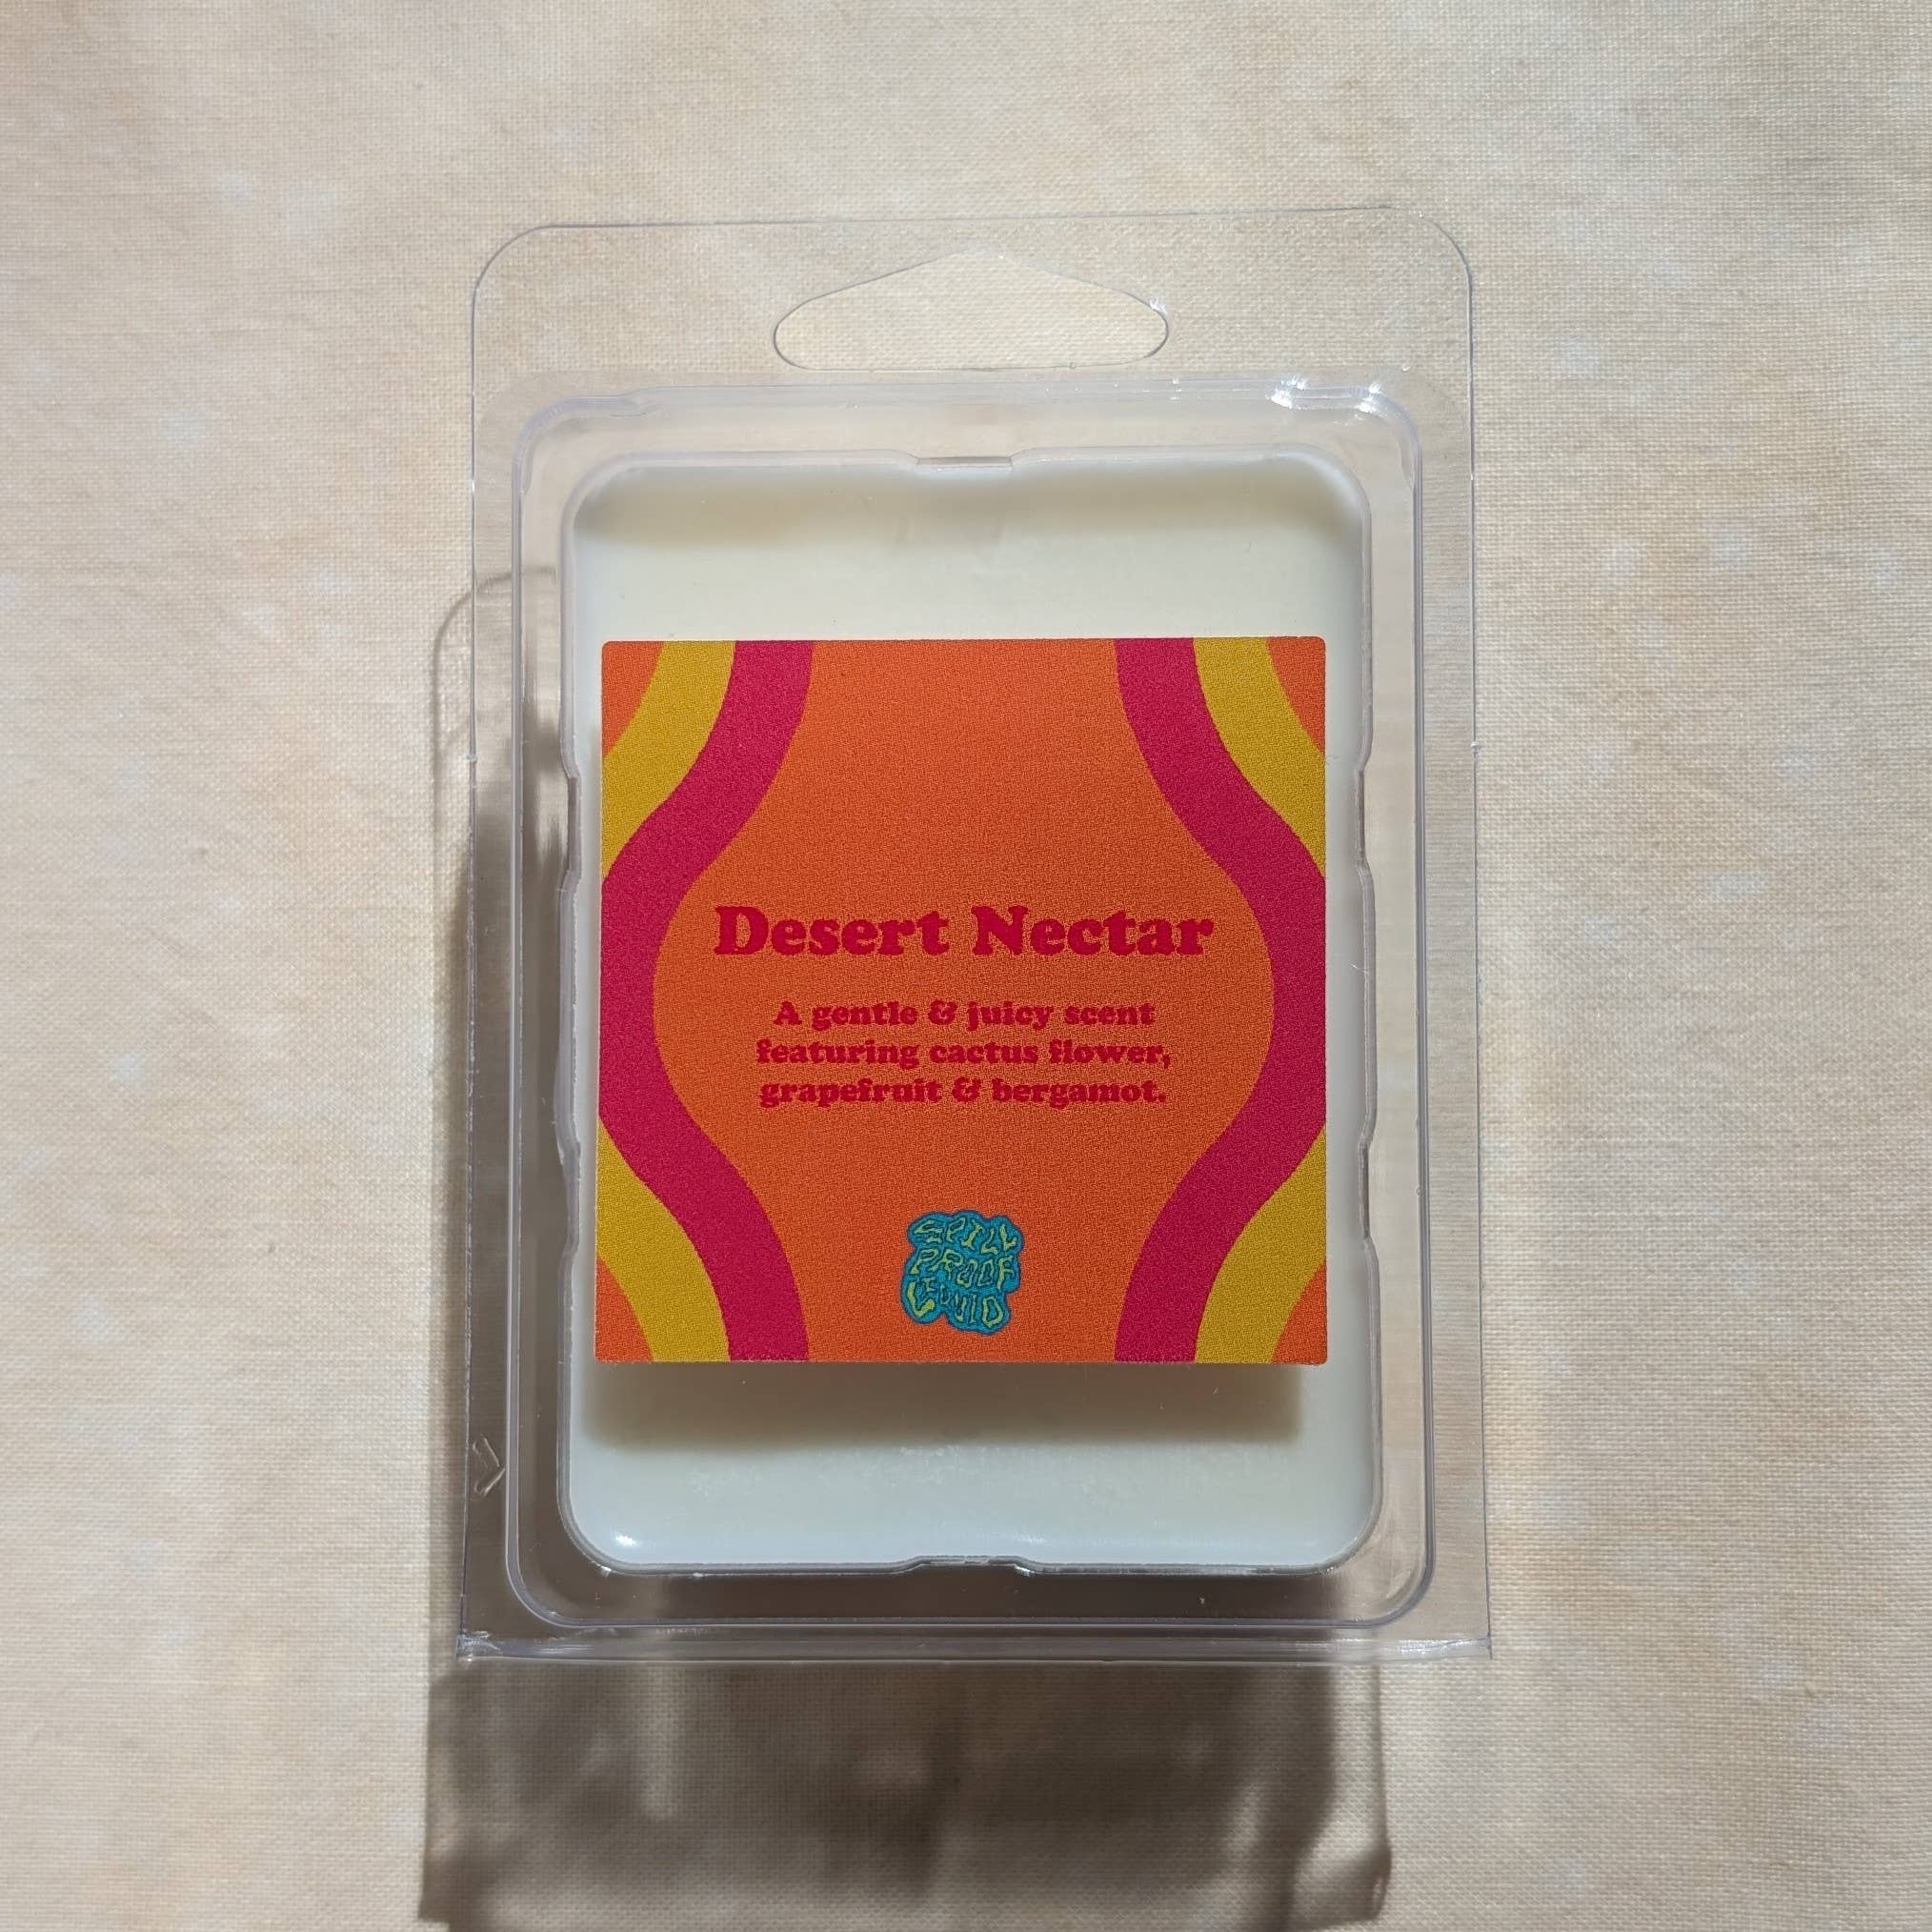 Desert Nectar
A gentle & juicy scent
featuring cactus flower,
grapefruit & bergamot.
SPILL
PROOF
LIQUID